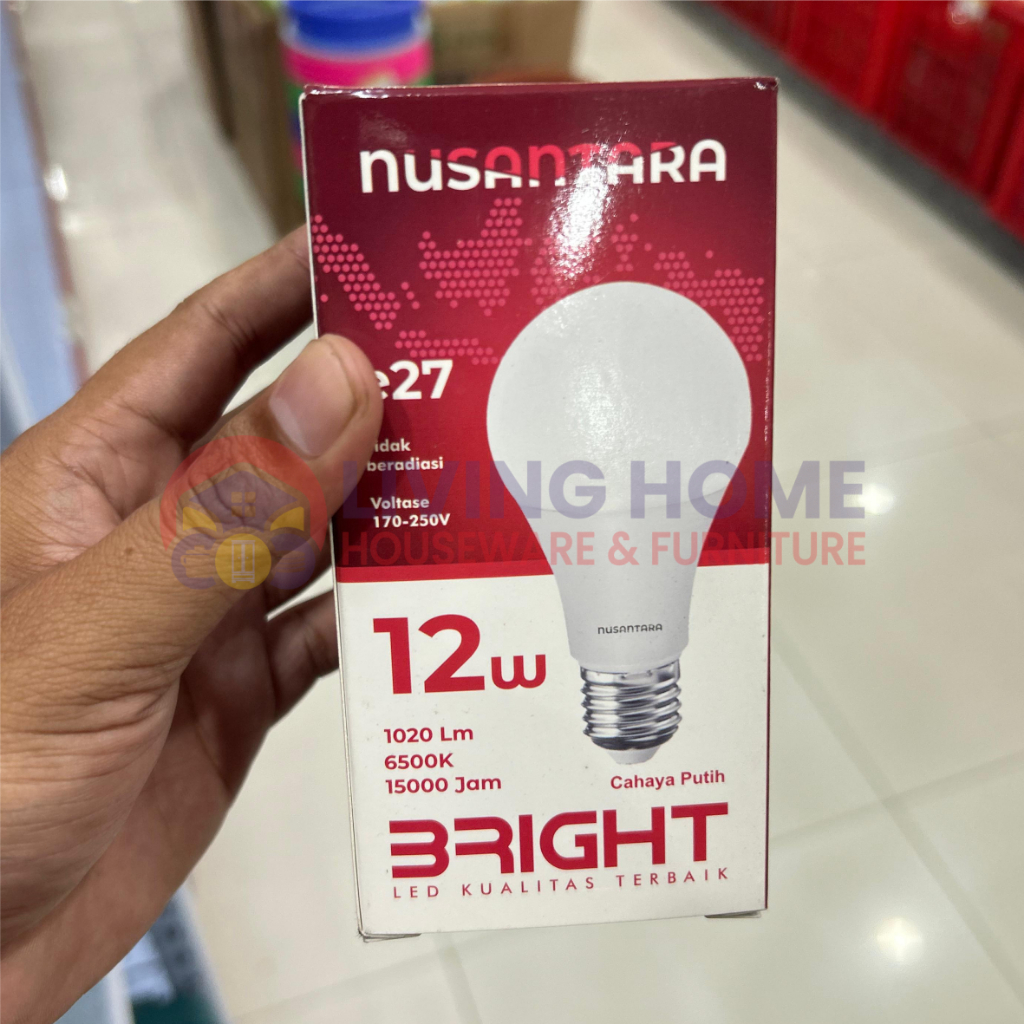 nusantara
e27
tidak
beradiasi
Voltase
170-250V
LIVING HOME
HOUSEWARE & FURNITURE
nusantara
12w
1020 Lm
6500K
15000 Jam
Cahaya Putih
BRIGHT
LED KUALITAS TERBAIK